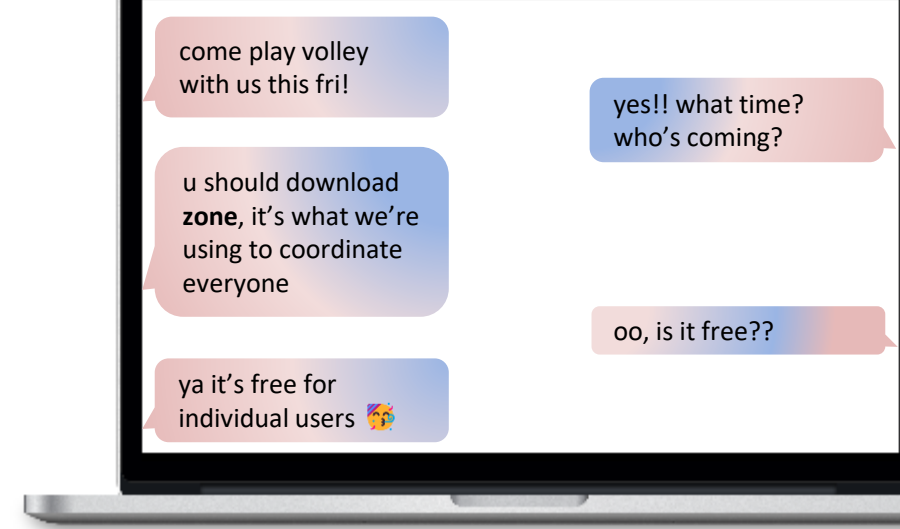 come play volley
with us this fri!
yes!! what time?
who's coming?
u should download
zone, it's what we're
using to coordinate
everyone
oo, is it free??
ya it's free for
individual users 🥳